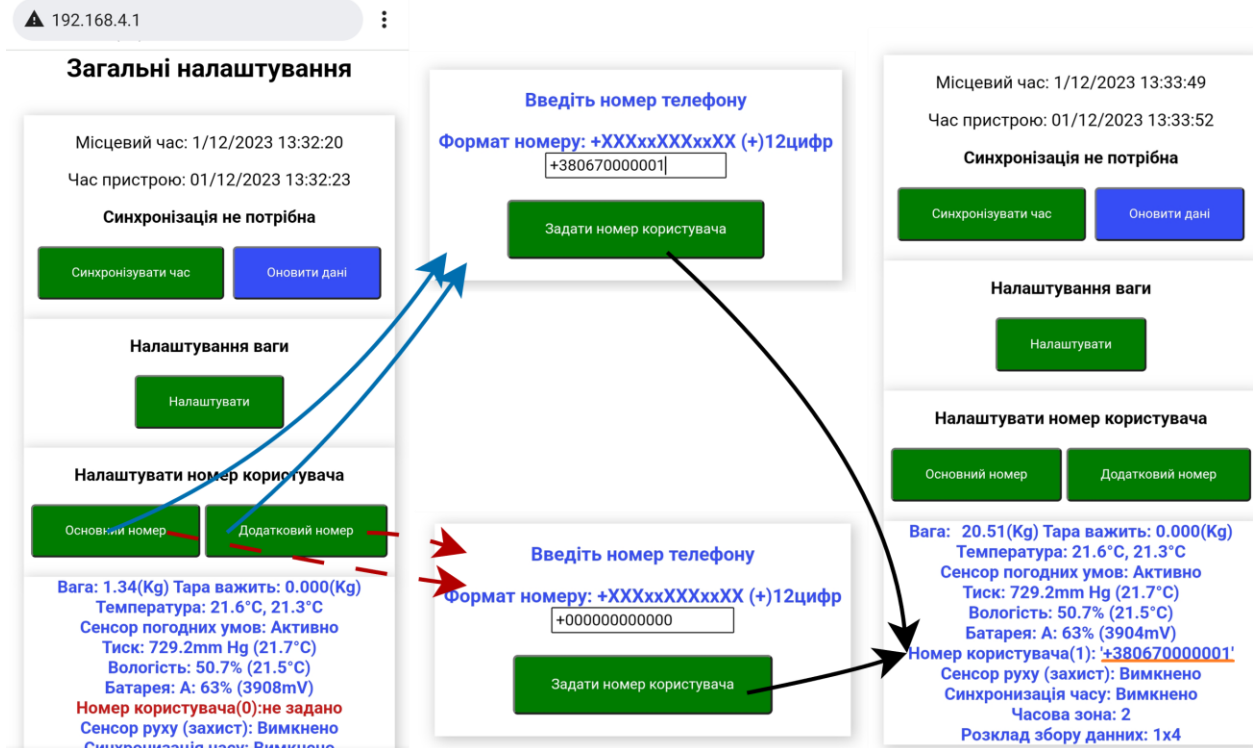 192.168.4.1
Загальні налаштування
Місцевий час: 1/12/2023 13:32:20
Час пристрою: 01/12/2023 13:32:23
Синхронізація не потрібна
Синхронізувати час
Оновити дані
Налаштування ваги
Налаштувати
Налаштувати номер користувача
Основний номер
Додатковий номер
Вага: 1.34(Kg) Тара важить: 0.000(Kg)
Температура: 21.6°C, 21.3°C
Сенсор погодних умов: Активно
Тиск: 729.2mm Hg (21.7°C)
Вологість: 50.7% (21.5°C)
Батарея: A: 63% (3908mV)
Номер користувача(0):не задано
Сенсор руху (захист): Вимкнено
Синхронизація часу: Вимкнено
Введіть номер телефону
Формат номеру: +XXXxxXXXxxXX (+)12цифр
+380670000001
Задати номер користувача
Введіть номер телефону
Формат номеру: +XXXxxXXXxxXX (+)12цифр
+000000000000
Задати номер користувача
Місцевий час: 1/12/2023 13:33:49
Час пристрою: 01/12/2023 13:33:52
Синхронізація не потрібна
Синхронізувати час
Оновити дані
Налаштування ваги
Налаштувати
Налаштувати номер користувача
Основний номер
Додатковий номер
Вага: 20.51(Kg) Тара важить: 0.000(Kg)
Температура: 21.6°C, 21.3°C
Сенсор погодних умов: Активно
Тиск: 729.2mm Hg (21.7°C)
Вологість: 50.7% (21.5°C)
Батарея: A: 63% (3904mV)
Номер користувача(1): '+380670000001'
Сенсор руху (захист): Вимкнено
Синхронизація часу: Вимкнено
Часова зона: 2
Розклад збору данних: 1x4